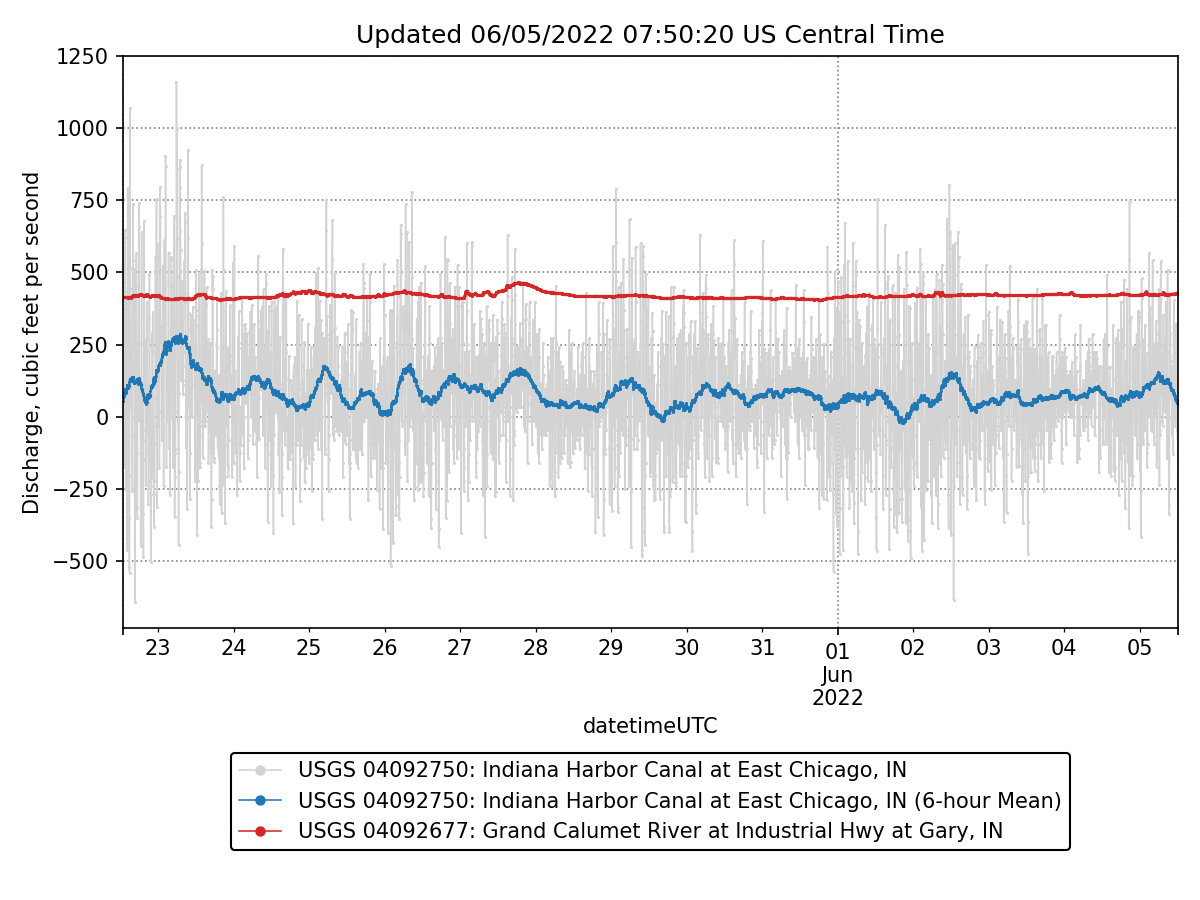 Updated 06/05/2022 07:50:20 US Central Time
Discharge, cubic feet per second
1250
1000
750
500
250
0
−250
−500
23 24 25 26 27 28 29 30 31 01 02 03 04 05
Jun
2022
datetimeUTC
USGS 04092750: Indiana Harbor Canal at East Chicago, IN
USGS 04092750: Indiana Harbor Canal at East Chicago, IN (6-hour Mean)
USGS 04092677: Grand Calumet River at Industrial Hwy at Gary, IN